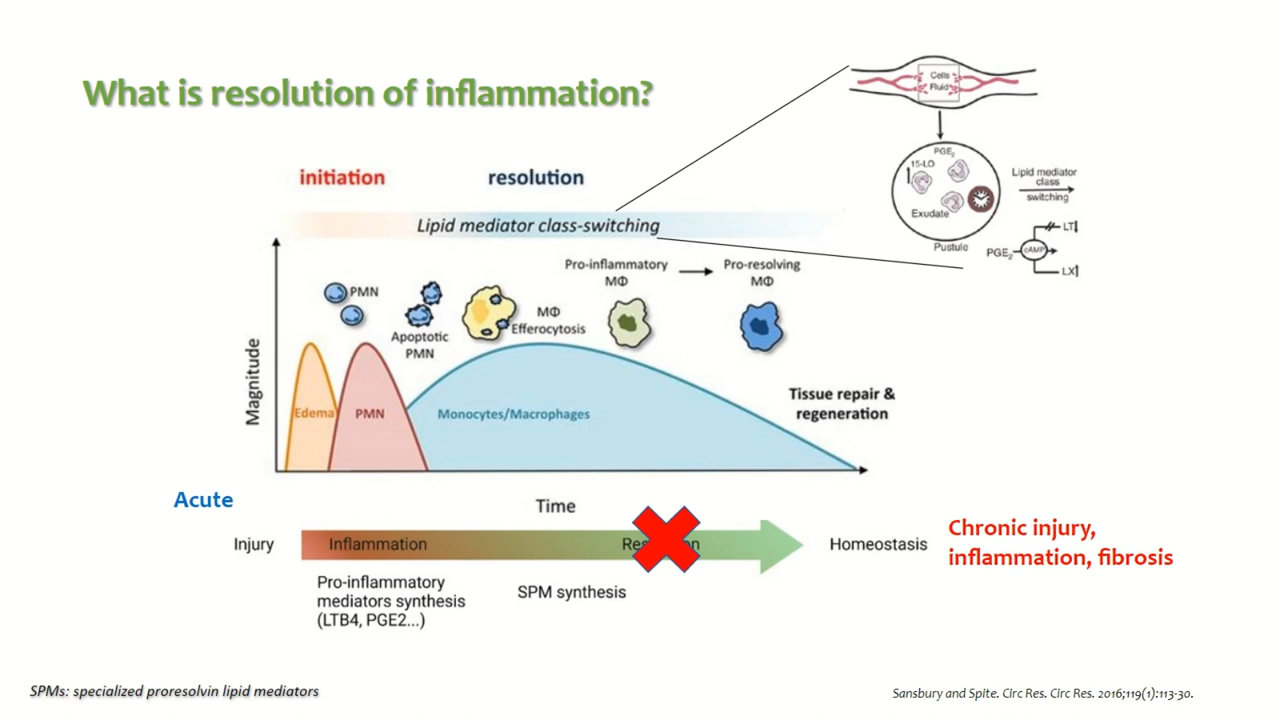 What is resolution of inflammation?
initiation
resolution
Lipid mediator class-switching
Cells
Fluid
PGE2
15-LO
Exudate
Pustule
Lipid mediator
class
switching
PGE2
cAMP
LT
LX
Pro-inflammatory
MΦ
Pro-resolving
MΦ
PMN
Apoptotic
PMN
MΦ
Efferocytosis
Magnitude
Edema
PMN
Monocytes/Macrophages
Tissue repair &
regeneration
Acute
Time
Injury
Inflammation
Homeostasis
Chronic injury,
inflammation, fibrosis
Pro-inflammatory
mediators synthesis
(LTB4, PGE2...)
SPM synthesis
SPMs: specialized proresolvin lipid mediators
Sansbury and Spite. Circ Res. Circ Res. 2016;119(1):113-30.